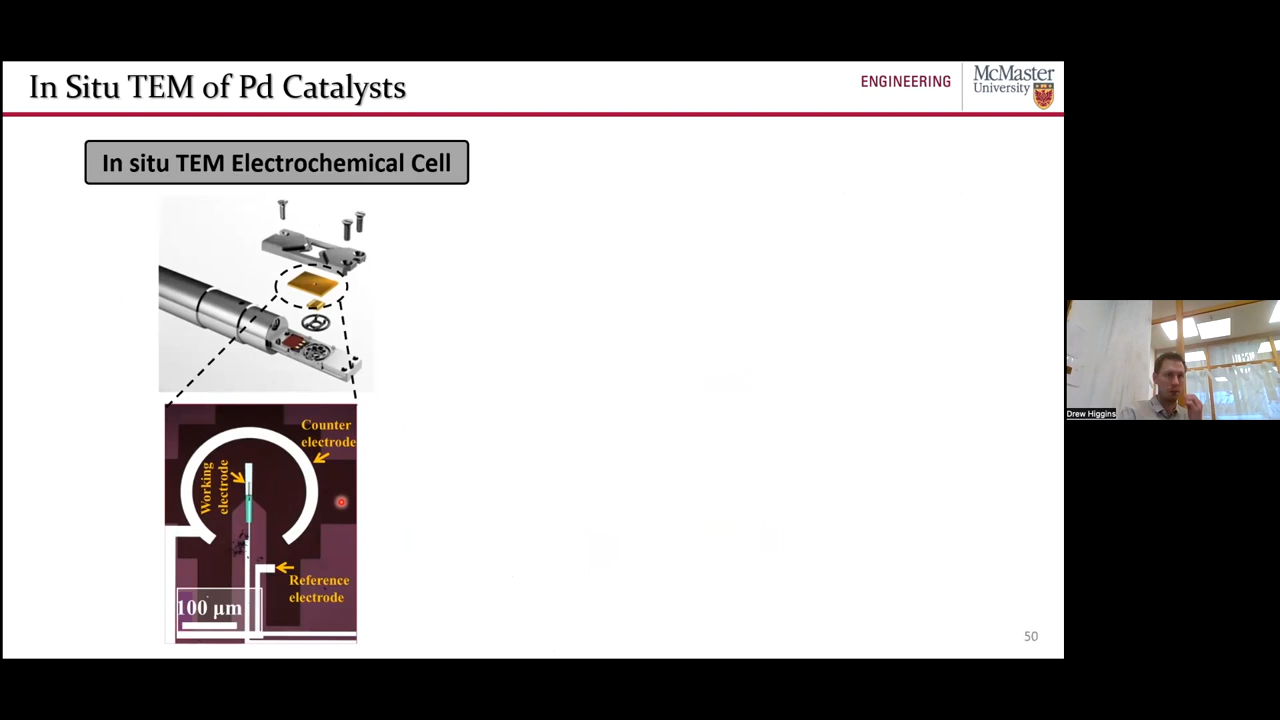 In Situ TEM of Pd Catalysts
ENGINEERING
McMaster
University
In situ TEM Electrochemical Cell
Counter
electrode
Working
electrode
Reference
electrode
100 μm
50
Drew Higgins